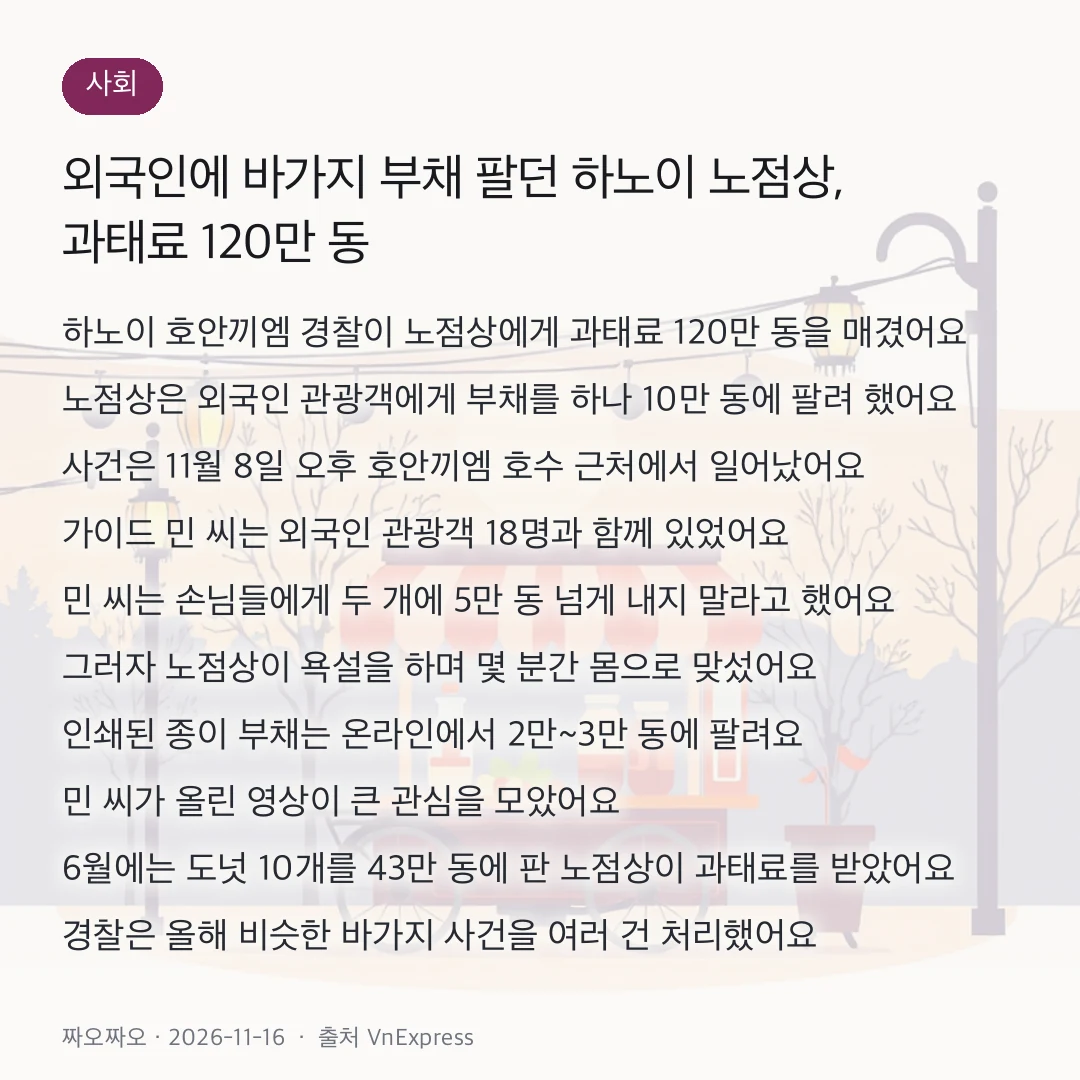 사회
외국인에 바가지 부채 팔던 하노이 노점상,
과태료 120만 동
하노이 호안끼엠 경찰이 노점상에게 과태료 120만 동을 매겼어요
노점상은 외국인 관광객에게 부채를 하나 10만 동에 팔려 했어요
사건은 11월 8일 오후 호안끼엠 호수 근처에서 일어났어요
가이드 민 씨는 외국인 관광객 18명과 함께 있었어요
민 씨는 손님들에게 두 개에 5만 동 넘게 내지 말라고 했어요
그러자 노점상이 욕설을 하며 몇 분간 몸으로 맞섰어요
인쇄된 종이 부채는 온라인에서 2만~3만 동에 팔려요
민 씨가 올린 영상이 큰 관심을 모았어요
6월에는 도넛 10개를 43만 동에 판 노점상이 과태료를 받았어요
경찰은 올해 비슷한 바가지 사건을 여러 건 처리했어요
짜오짜오 · 2026-11-16 · 출처 VnExpress